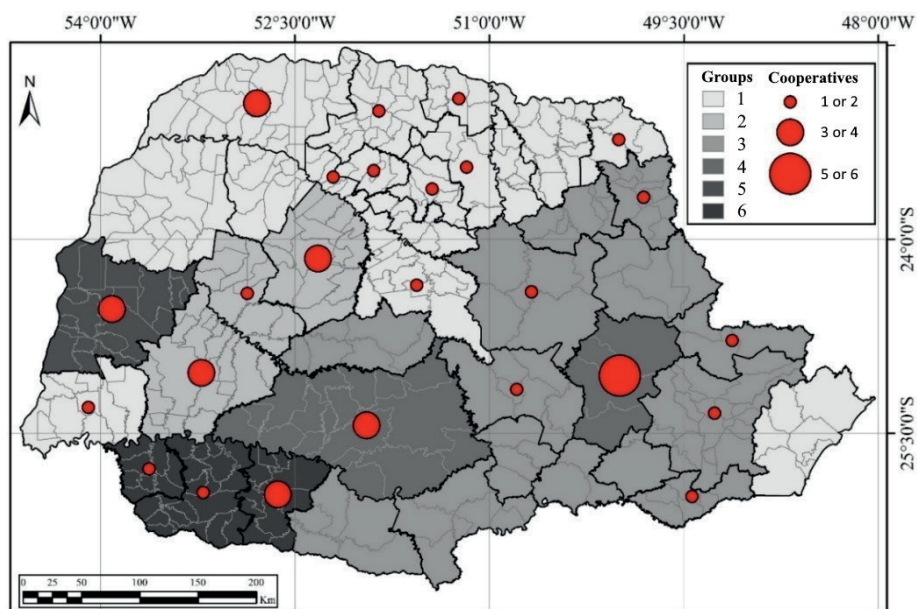 54°0'0"W 52°30'0"W 51°0'0"W 49°30'0"W 48°0'0"W
N
Groups Cooperatives
1 1 or 2
2 3 or 4
3
4 5 or 6
5
6
24°0'0"S
25°30'0"S
0 25 50 100 150 200
Km